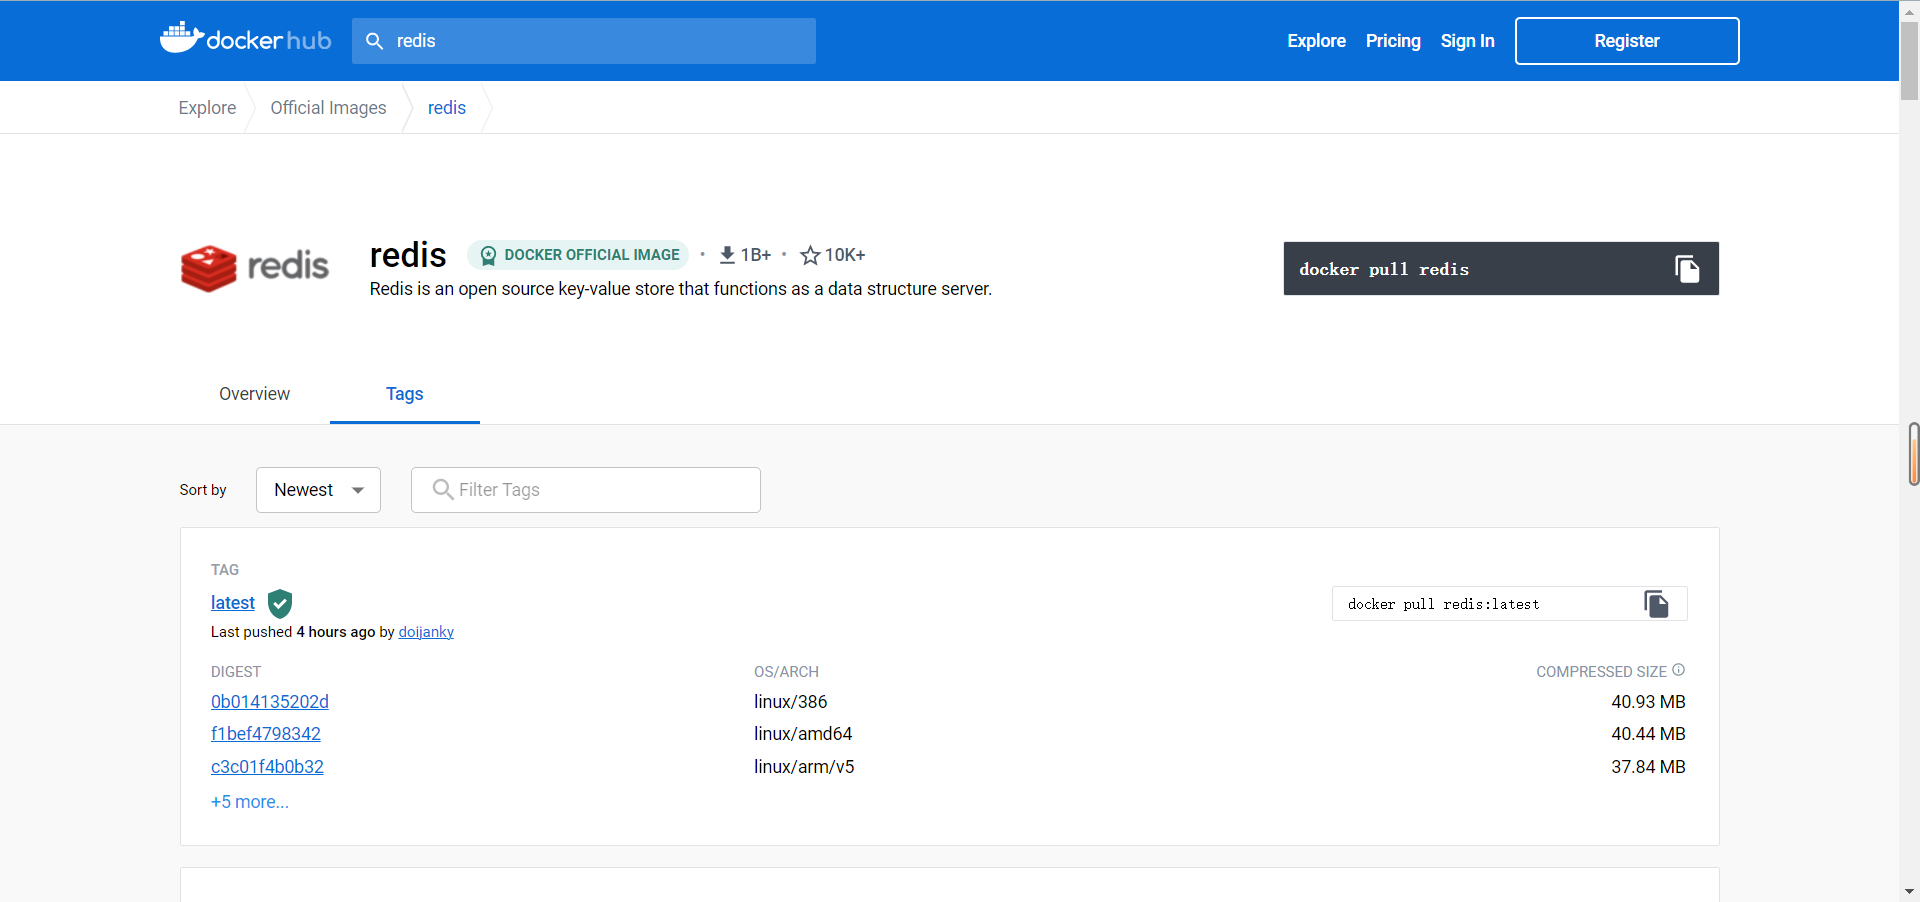 docker hub
redis
Explore Pricing Sign In Register
Explore Official Images redis
redis
redis DOCKER OFFICIAL IMAGE • 1B+ • 10K+
Redis is an open source key-value store that functions as a data structure server.
docker pull redis
Overview Tags
Sort by Newest Filter Tags
TAG
latest
Last pushed 4 hours ago by doijanky
docker pull redis:latest
DIGEST OS/ARCH COMPRESSED SIZE
0b014135202d linux/386 40.93 MB
f1bef4798342 linux/amd64 40.44 MB
c3c01f4b0b32 linux/arm/v5 37.84 MB
+5 more...